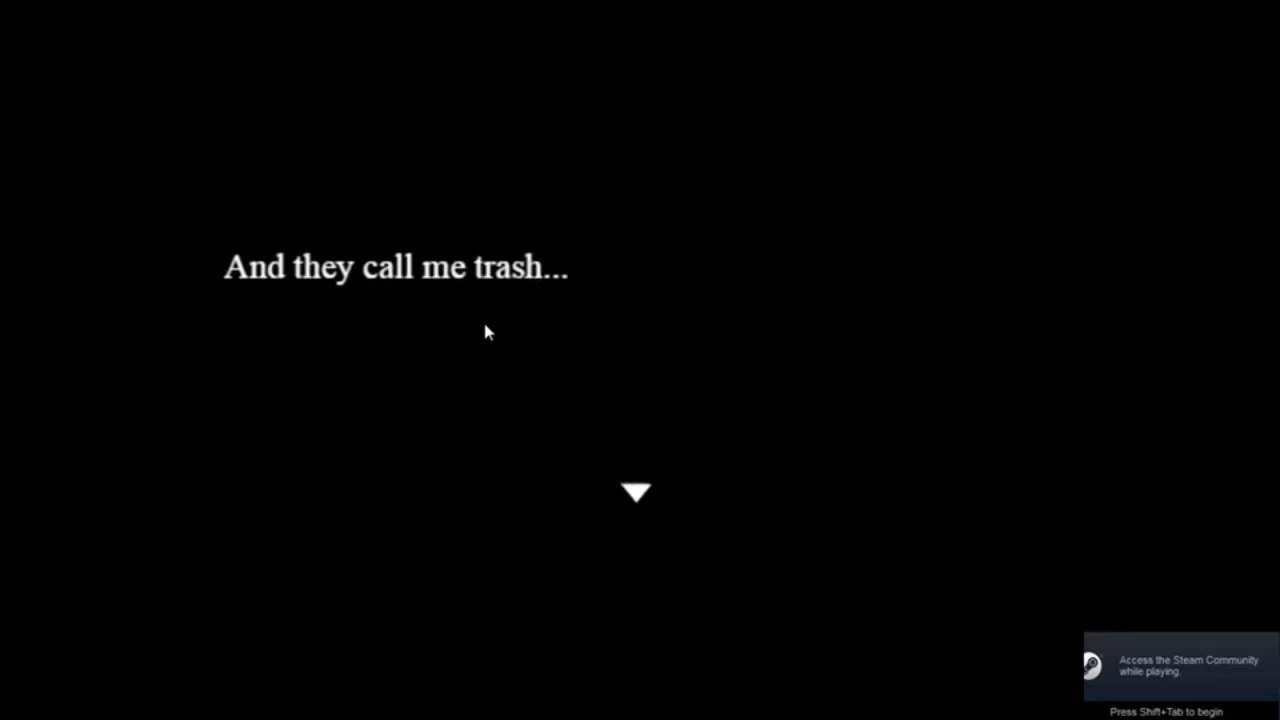 And they call me trash...
Access the Steam Community
while playing.
Press Shift+Tab to begin